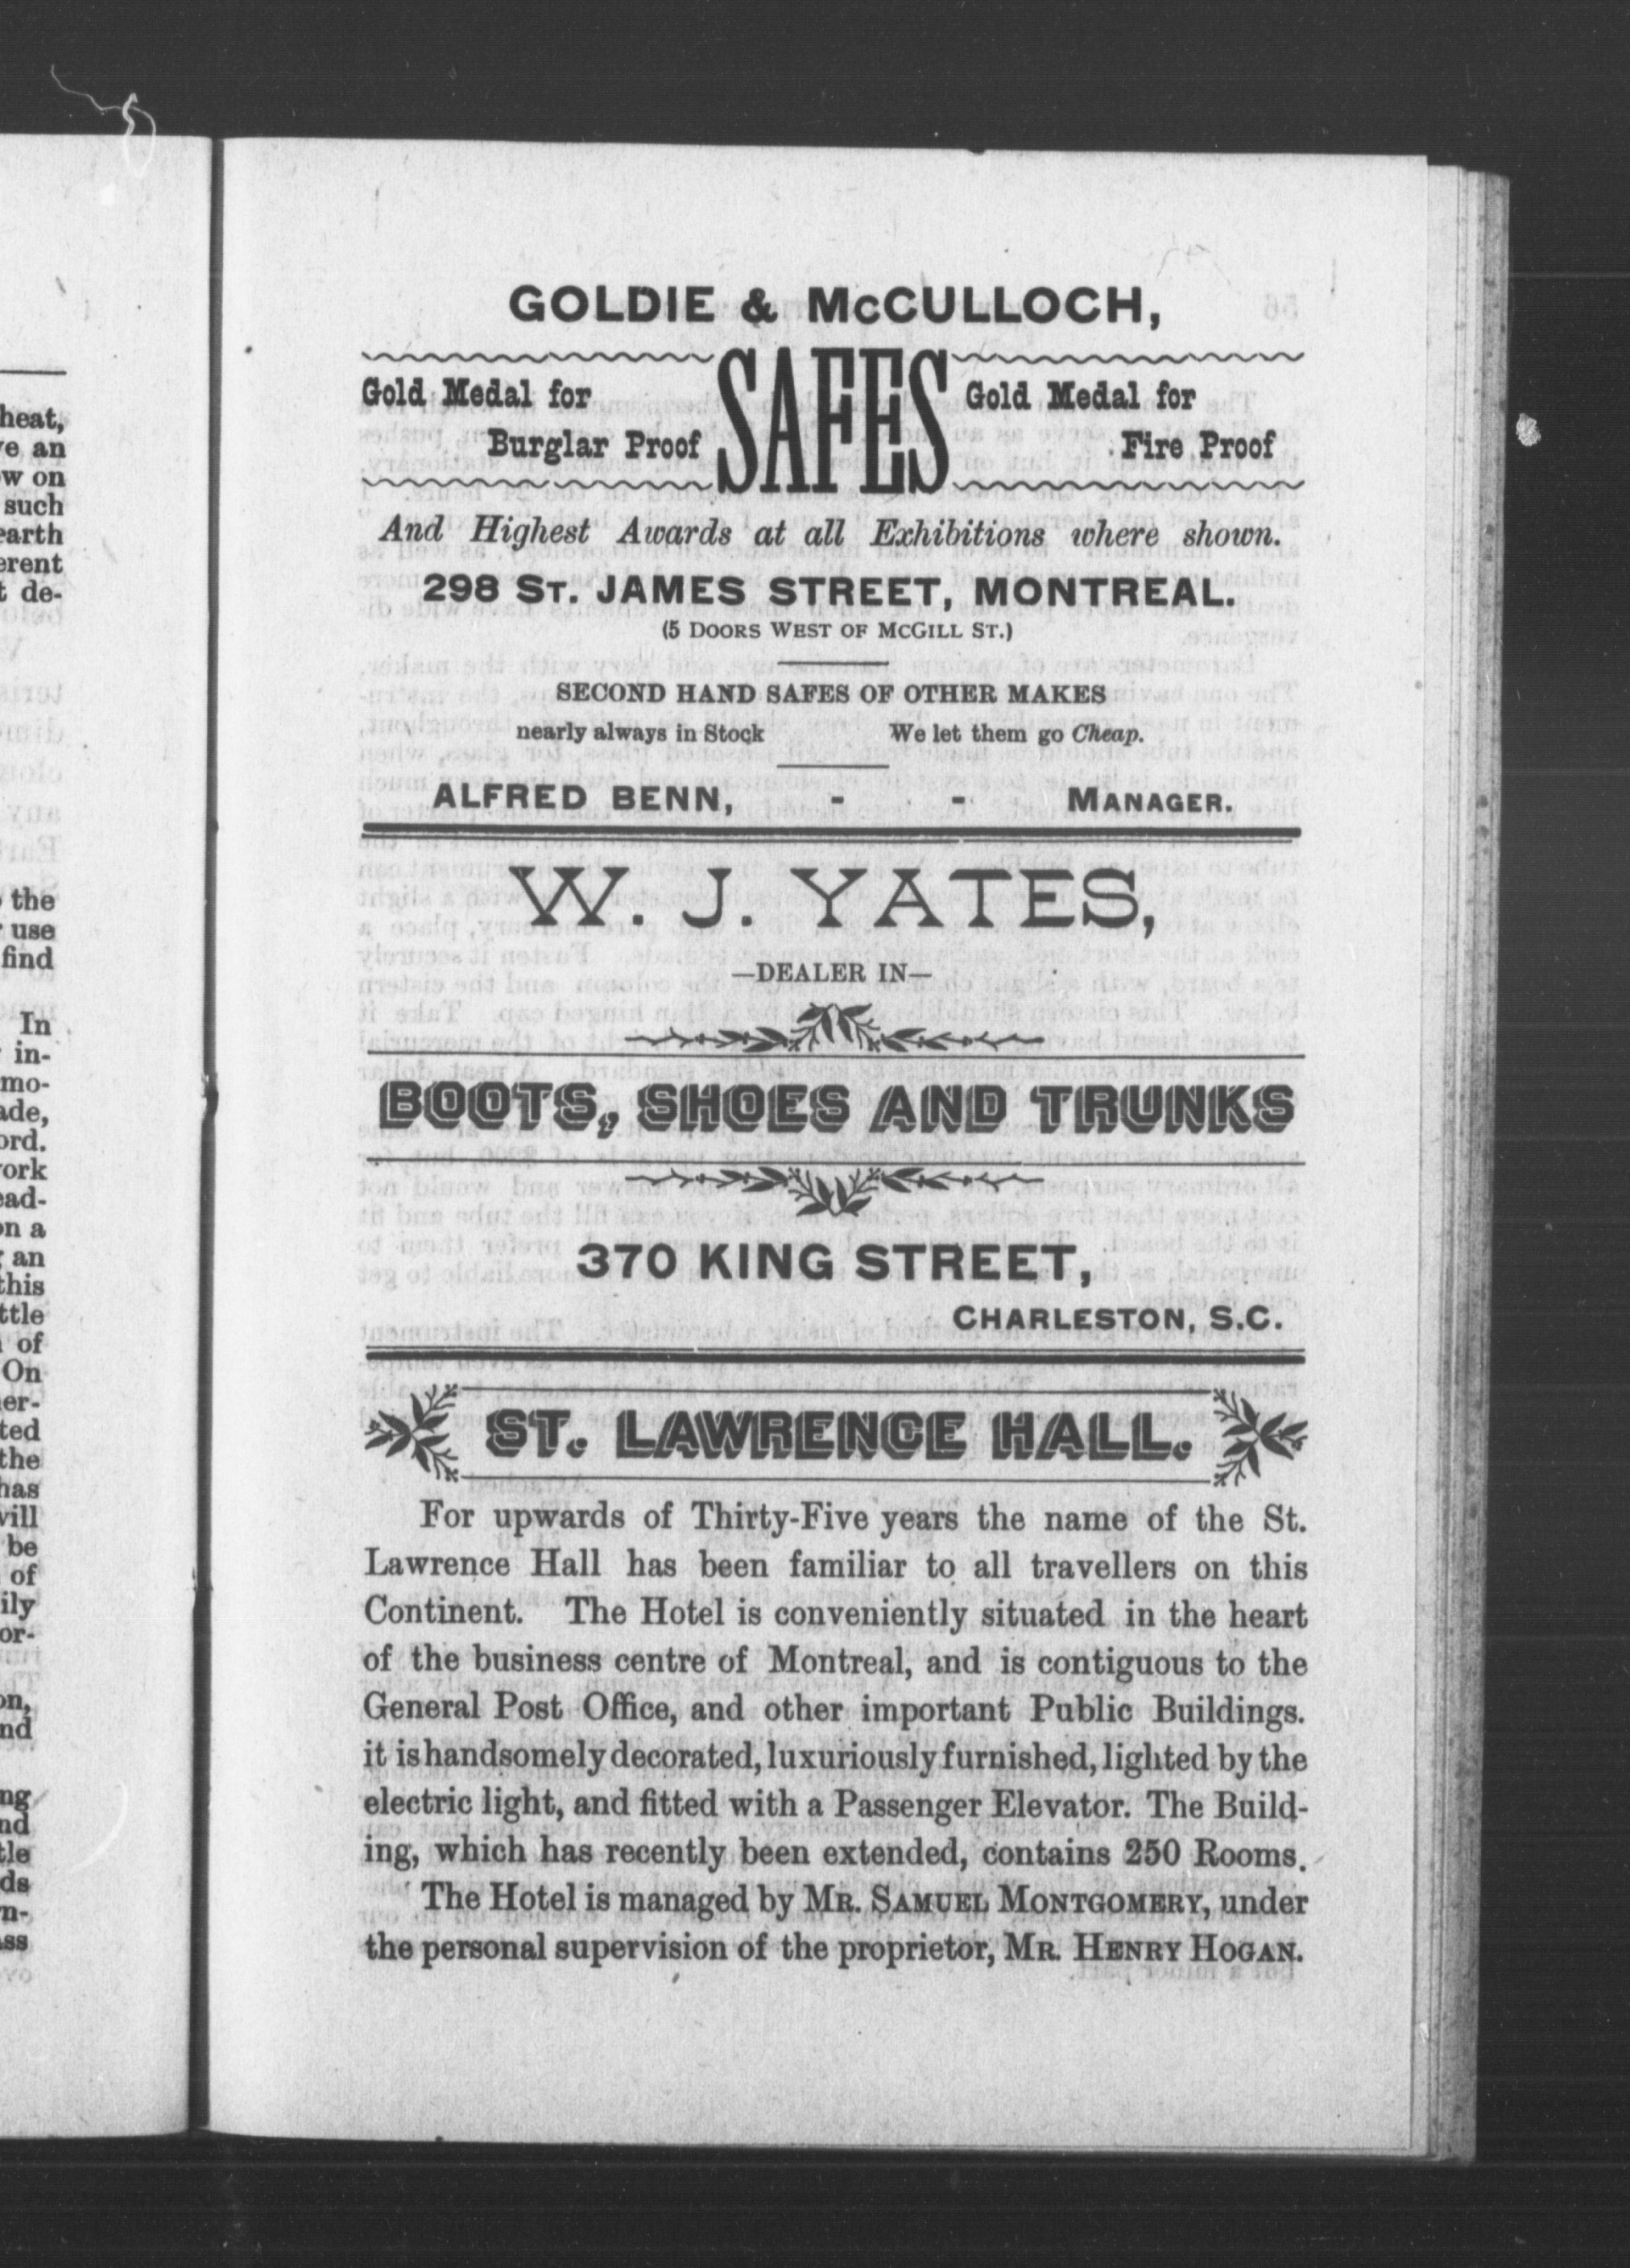 GOLDIE & McCULLOCH,
Gold Medal for
Burglar Proof
SAFES
Gold Medal for
Fire Proof
And Highest Awards at all Exhibitions where shown.
298 ST. JAMES STREET, MONTREAL.
(5 DOORS WEST OF MCGILL ST.)
SECOND HAND SAFES OF OTHER MAKES
nearly always in Stock We let them go Cheap.
ALFRED BENN, - - MANAGER.
W. J. YATES,
—DEALER IN—
BOOTS, SHOES AND TRUNKS
370 KING STREET,
CHARLESTON, S.C.
ST. LAWRENCE HALL.
For upwards of Thirty-Five years the name of the St.
Lawrence Hall has been familiar to all travellers on this
Continent. The Hotel is conveniently situated in the heart
of the business centre of Montreal, and is contiguous to the
General Post Office, and other important Public Buildings.
it is handsomely decorated, luxuriously furnished, lighted by the
electric light, and fitted with a Passenger Elevator. The Build-
ing, which has recently been extended, contains 250 Rooms.
The Hotel is managed by MR. SAMUEL MONTGOMERY, under
the personal supervision of the proprietor, MR. HENRY HOGAN.